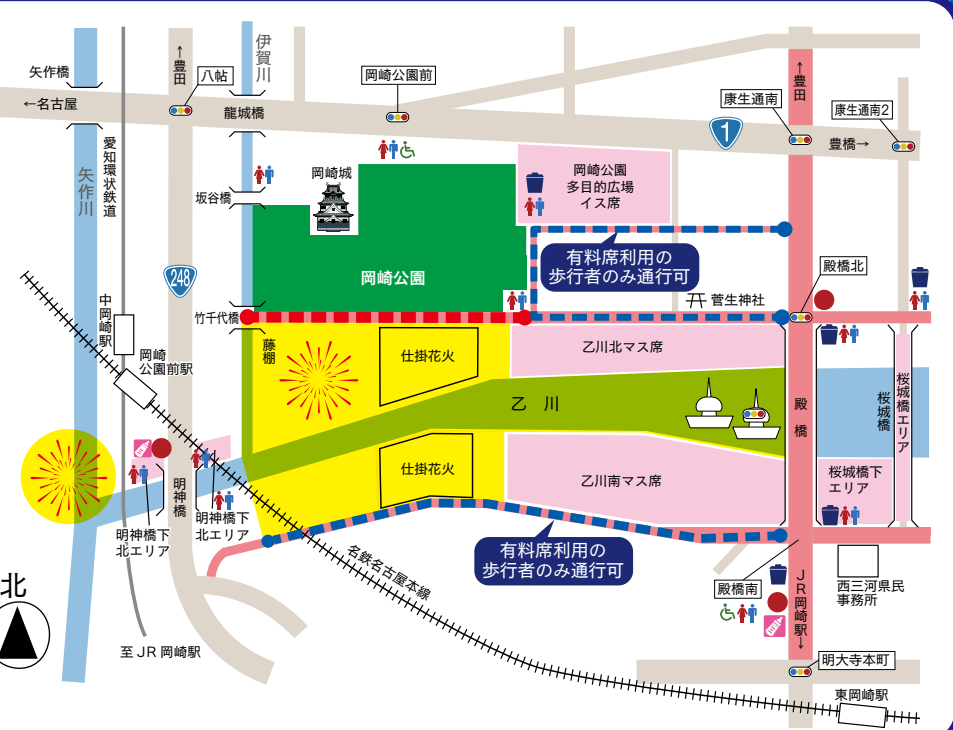 伊賀川
↑豊田
八帖
矢作橋
←名古屋
龍城橋
岡崎公園前
↑豊田
康生通南
康生通南2
1
豊橋→
愛知環状鉄道
矢作川
坂谷橋
岡崎城
岡崎公園
多目的広場
イス席
有料席利用の
歩行者のみ通行可
殿橋北
岡崎公園
248
菅生神社
竹千代橋
中岡崎駅
藤棚
仕掛花火
乙川北マス席
岡崎
公園前駅
乙 川
殿橋
桜城橋
桜城橋エリア
仕掛花火
乙川南マス席
桜城橋下
エリア
明神橋
明神橋下
北エリア
明神橋下
北エリア
有料席利用の
歩行者のみ通行可
名鉄名古屋本線
殿橋南
JR岡崎駅↓
西三河県民
事務所
北
至JR岡崎駅
明大寺本町
東岡崎駅